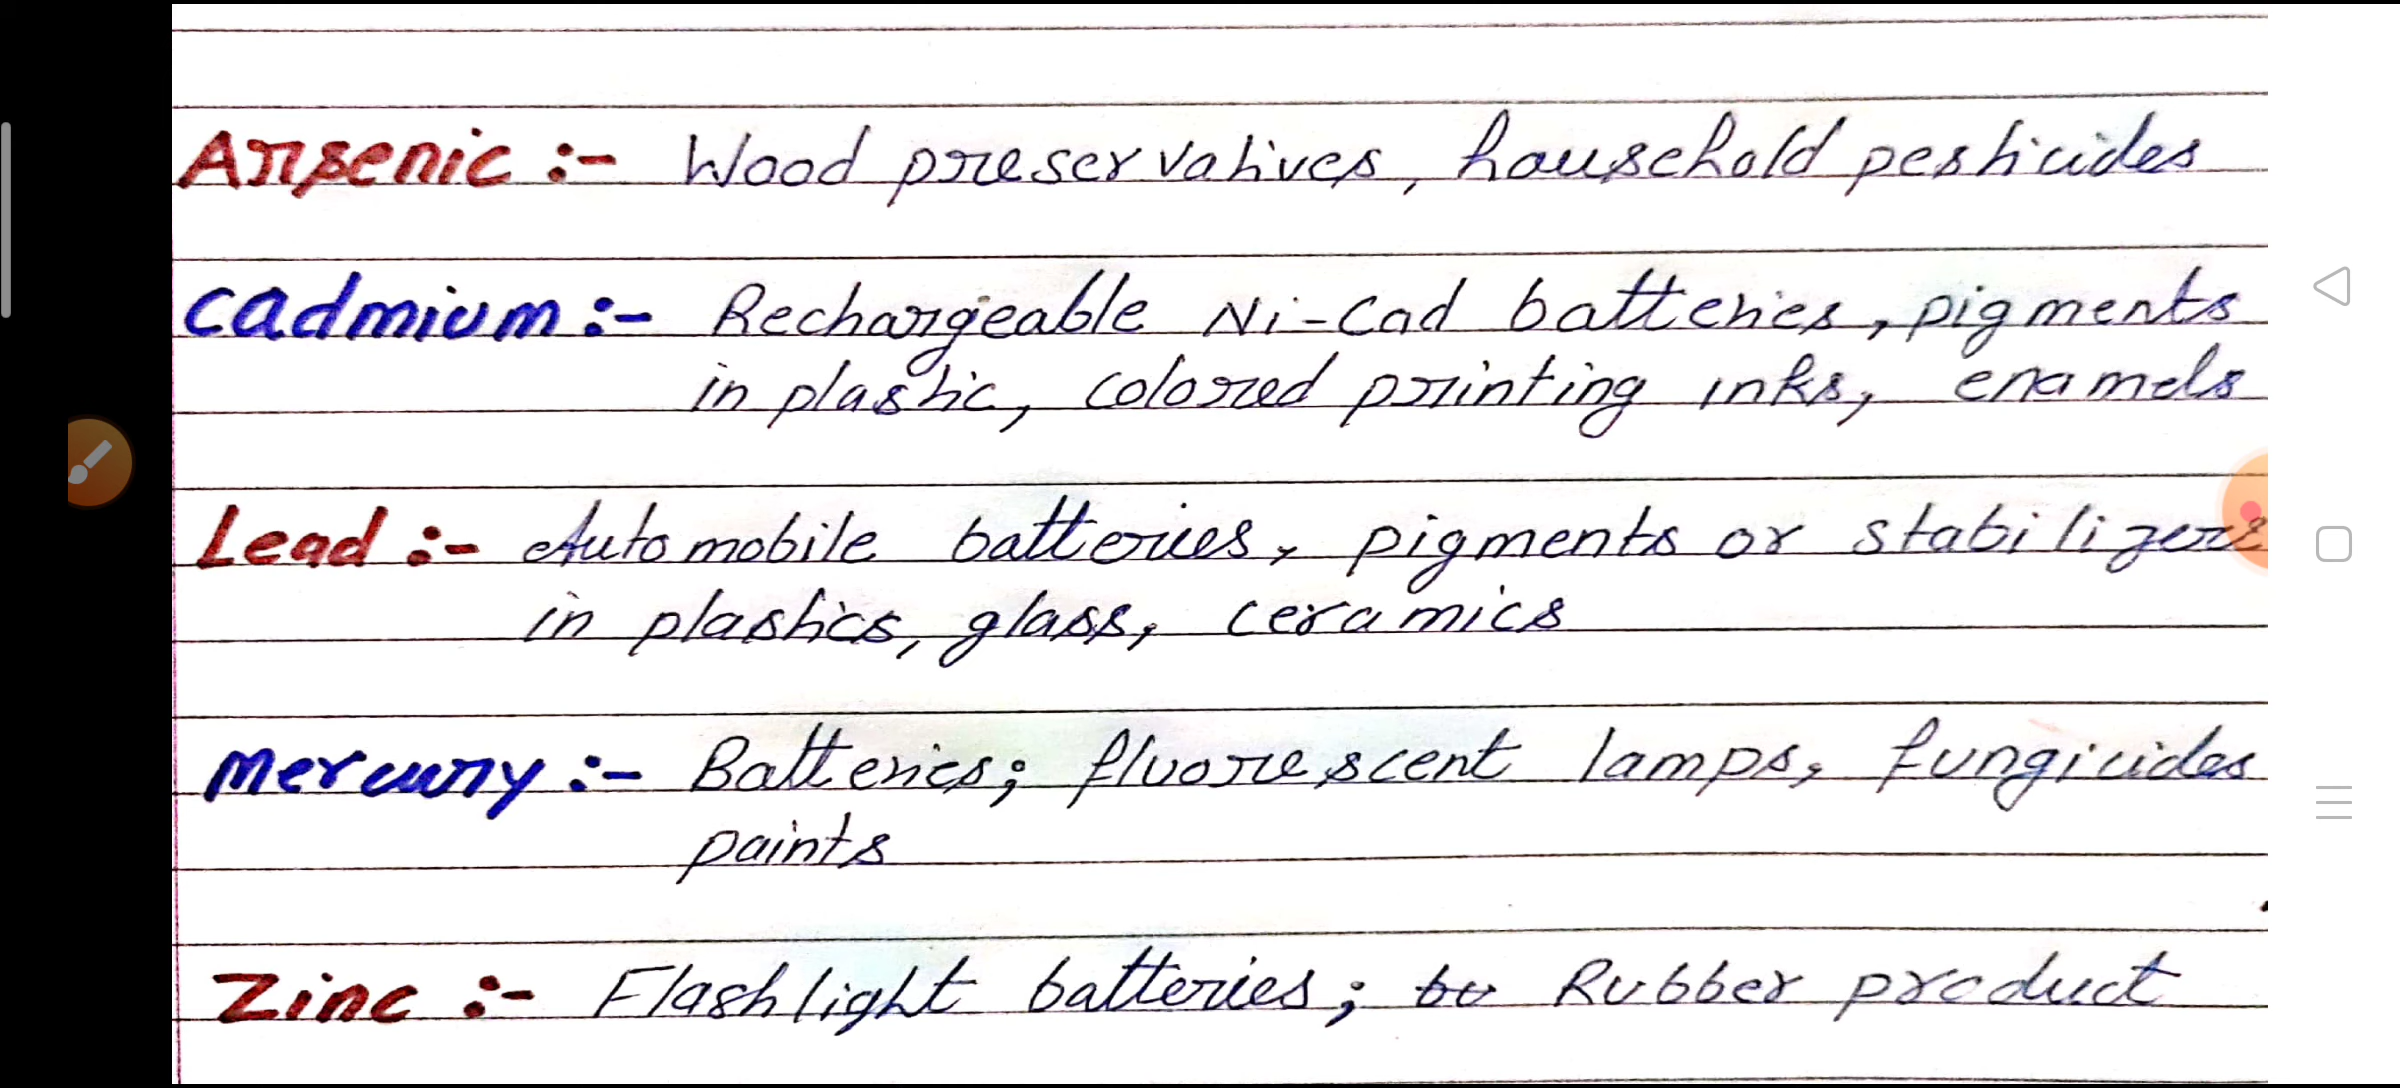 Arsenic :- Wood preservatives, household pesticides
Cadmium :- Rechargeable Ni-Cad batteries, pigments
in plastic, colored printing inks, enamels
Lead :- Automobile batteries, pigments or stabilizers
in plastics, glass, ceramics
Mercury :- Batteries; fluorescent lamps, fungicides
paints
Zinc :- Flashlight batteries; Rubber product